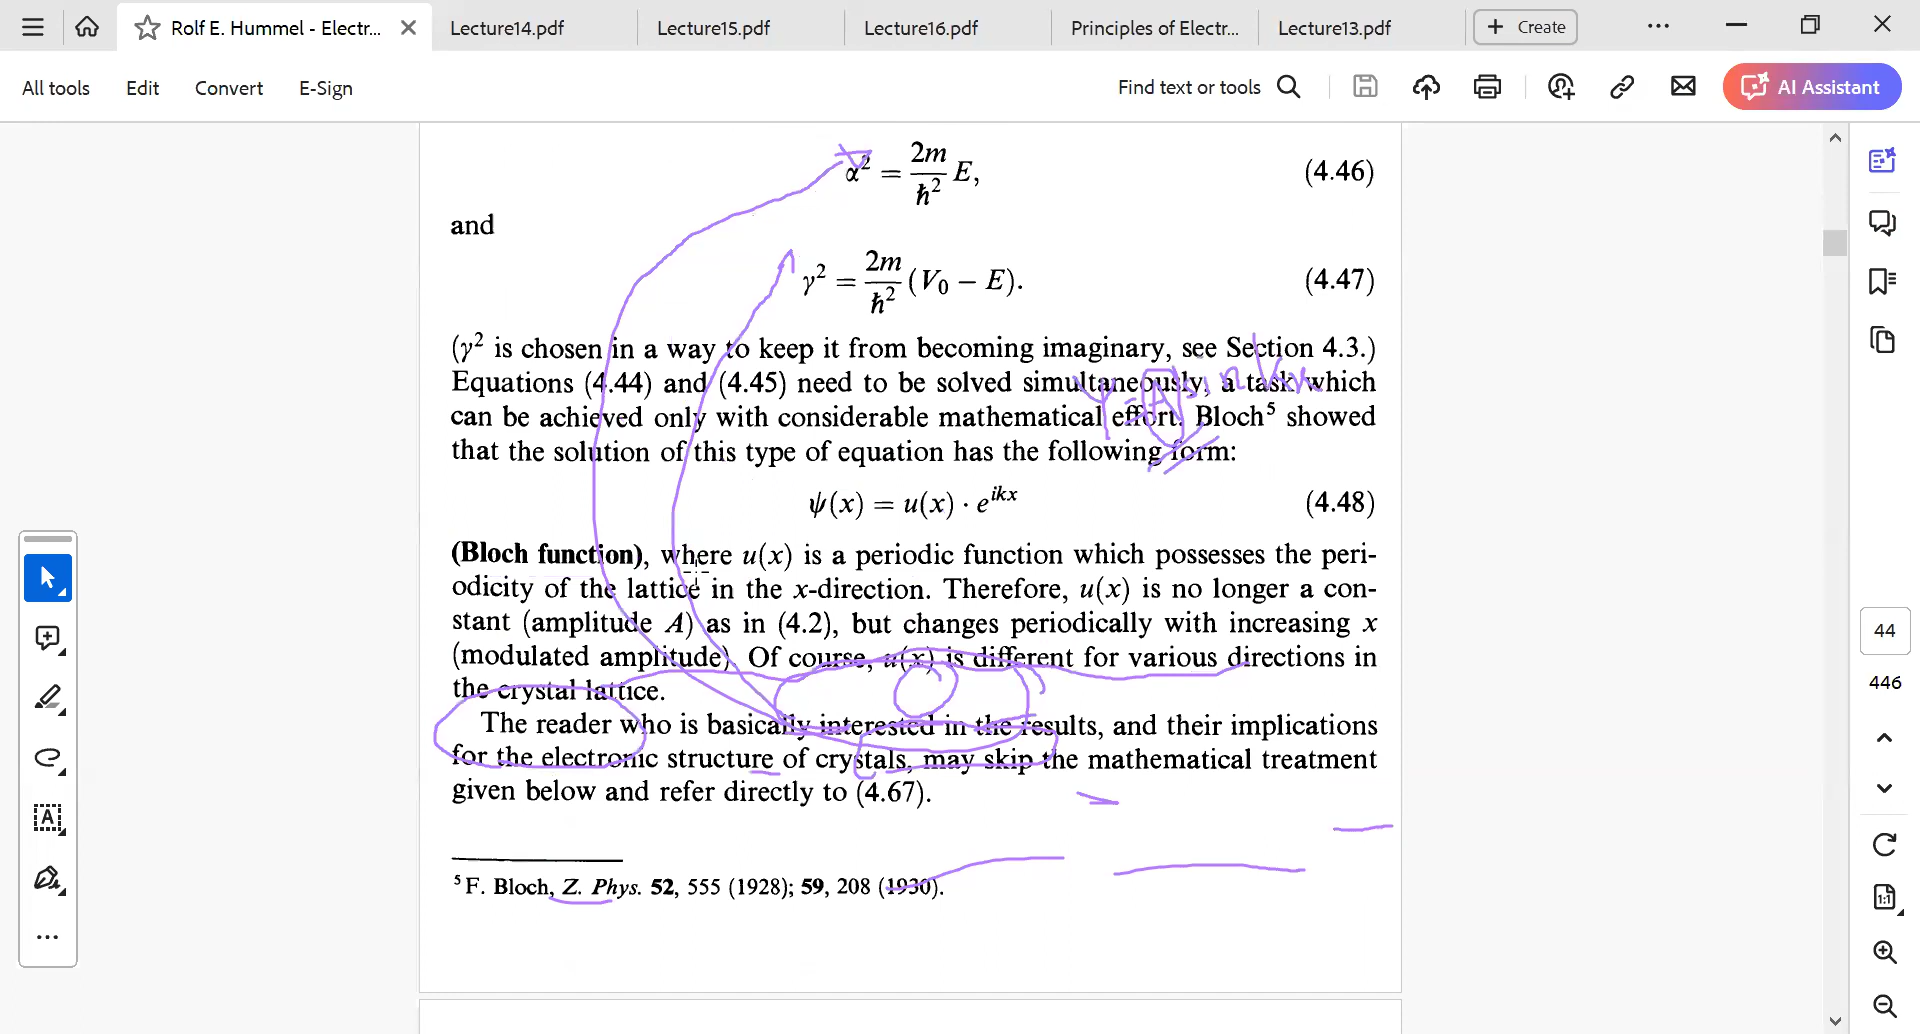 Rolf E. Hummel - Electr... Lecture14.pdf Lecture15.pdf Lecture16.pdf Principles of Electr... Lecture13.pdf + Create
All tools Edit Convert E-Sign Find text or tools AI Assistant
α² = 2m/ħ² E, (4.46)
and
γ² = 2m/ħ² (V₀ − E). (4.47)
(γ² is chosen in a way to keep it from becoming imaginary, see Section 4.3.)
Equations (4.44) and (4.45) need to be solved simultaneously, a task which
ψ = A sin kx
can be achieved only with considerable mathematical effort. Bloch⁵ showed
that the solution of this type of equation has the following form:
ψ(x) = u(x) · e^{ikx} (4.48)
(Bloch function), where u(x) is a periodic function which possesses the peri-
odicity of the lattice in the x-direction. Therefore, u(x) is no longer a con-
stant (amplitude A) as in (4.2), but changes periodically with increasing x
(modulated amplitude). Of course, u(x) is different for various directions in
the crystal lattice.
The reader who is basically interested in the results, and their implications
for the electronic structure of crystals, may skip the mathematical treatment
given below and refer directly to (4.67).
⁵ F. Bloch, Z. Phys. 52, 555 (1928); 59, 208 (1930).
44
446
1:1